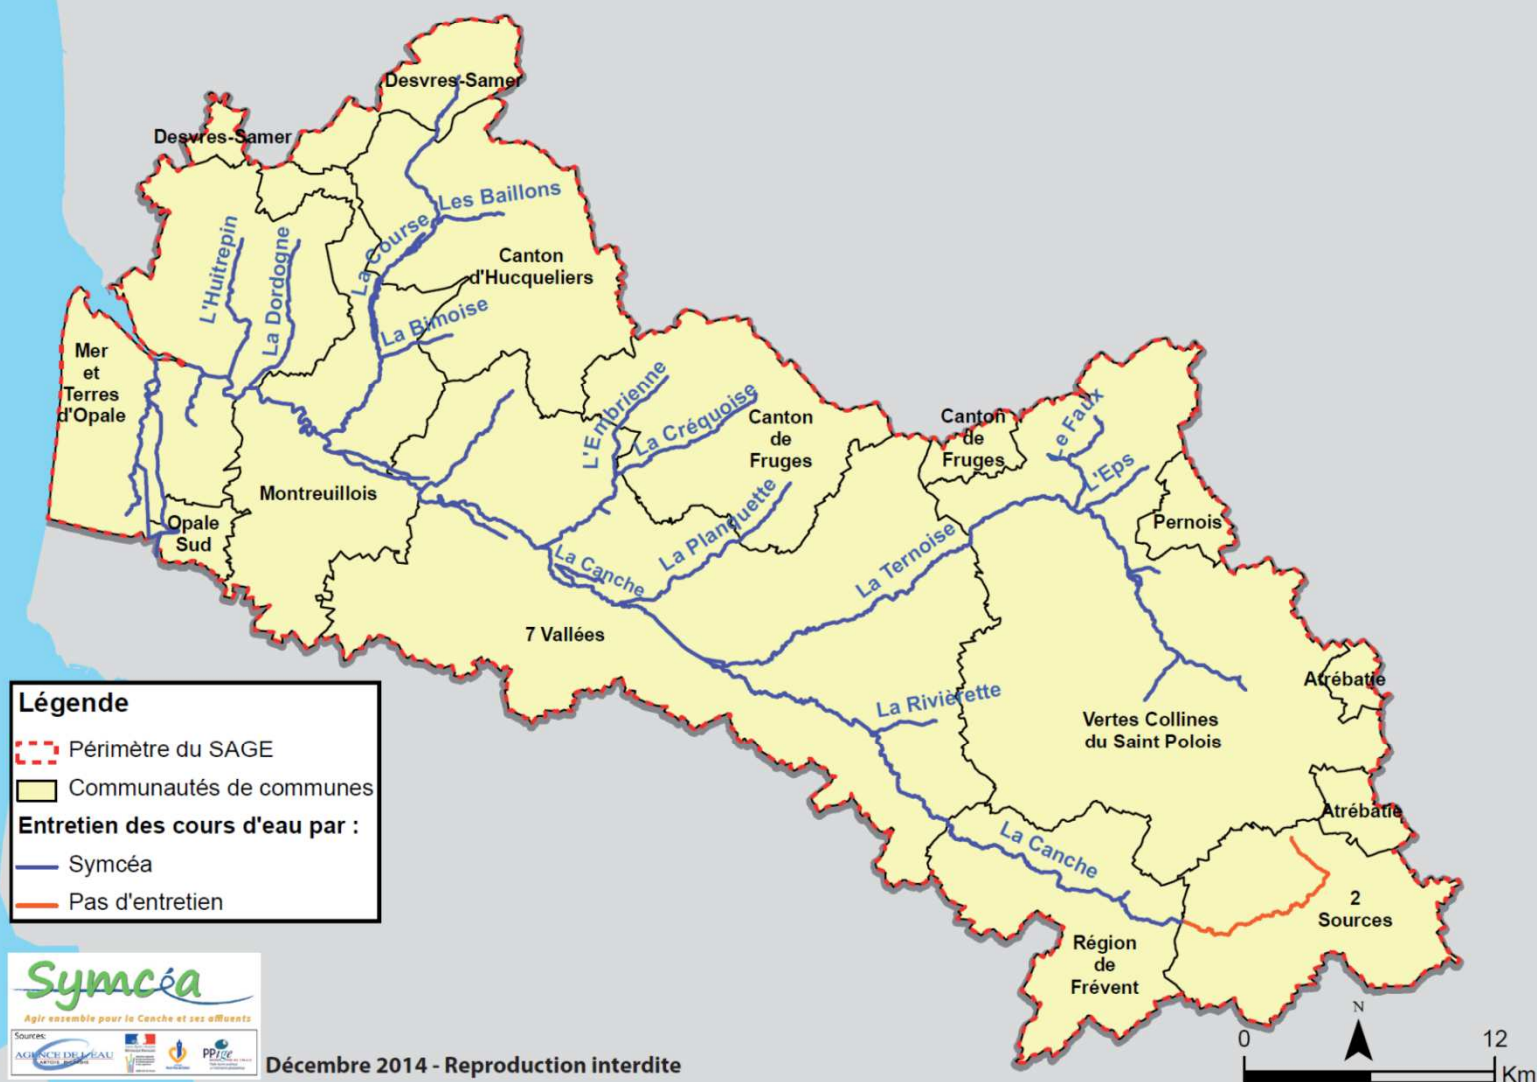 Desvres-Samer
Desvres-Samer
Les Baillons
La Course
L'Huitrepin
La Dordogne
Canton
d'Hucqueliers
La Bimoise
Mer
et
Terres
d'Opale
L'Embrienne
La Créquoise
Canton
de
Fruges
Canton
de
Fruges
Le Faux
L'Eps
Montreuillois
Opale
Sud
Pernois
La Planquette
La Ternoise
La Canche
7 Vallées
Atrébatie
La Rivièrette
Vertes Collines
du Saint Polois
Atrébatie
La Canche
2
Sources
Région
de
Frévent
Légende
Périmètre du SAGE
Communautés de communes
Entretien des cours d'eau par :
Symcéa
Pas d'entretien
Symcéa
Agir ensemble pour la Canche et ses affluents
Sources:
AGENCE DE L'EAU
PPige
Décembre 2014 - Reproduction interdite
N
0 12
Km